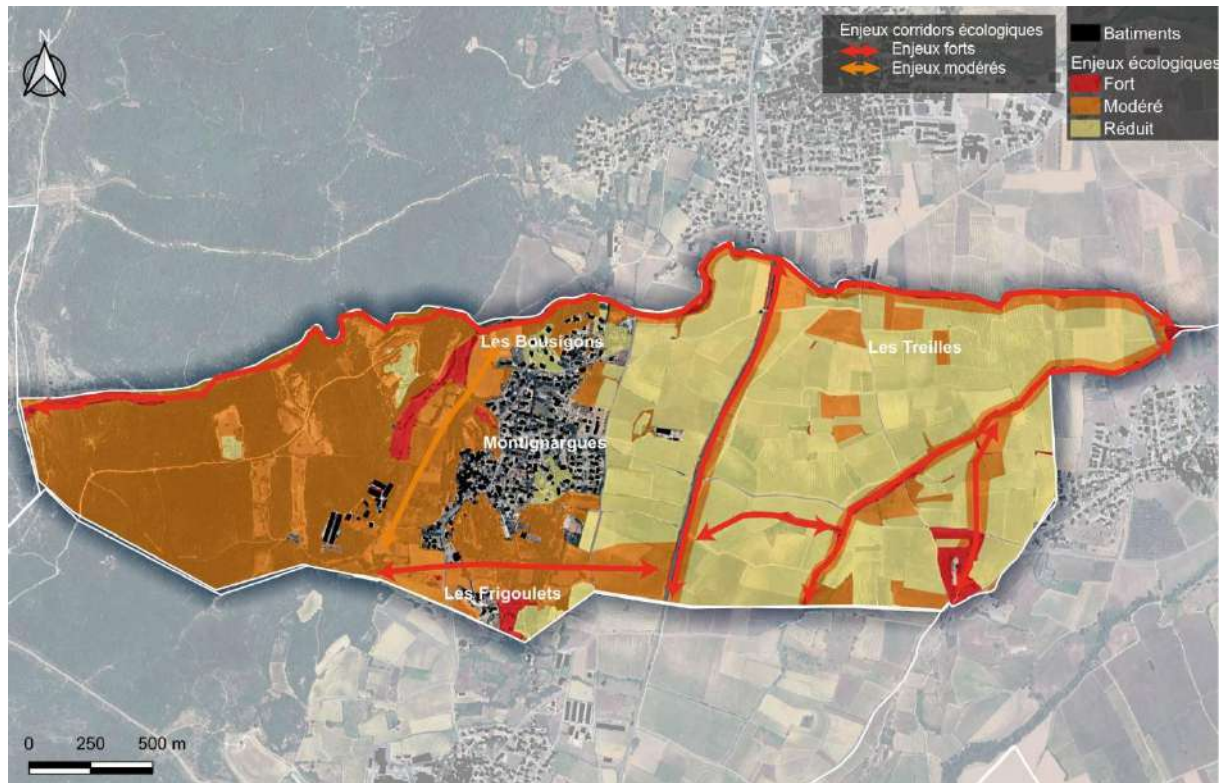 N
Enjeux corridors écologiques
Enjeux forts
Enjeux modérés
Batiments
Enjeux écologiques
Fort
Modéré
Réduit
Les Bousigons
Les Treilles
Montignargues
Les Frigoulets
0 250 500 m